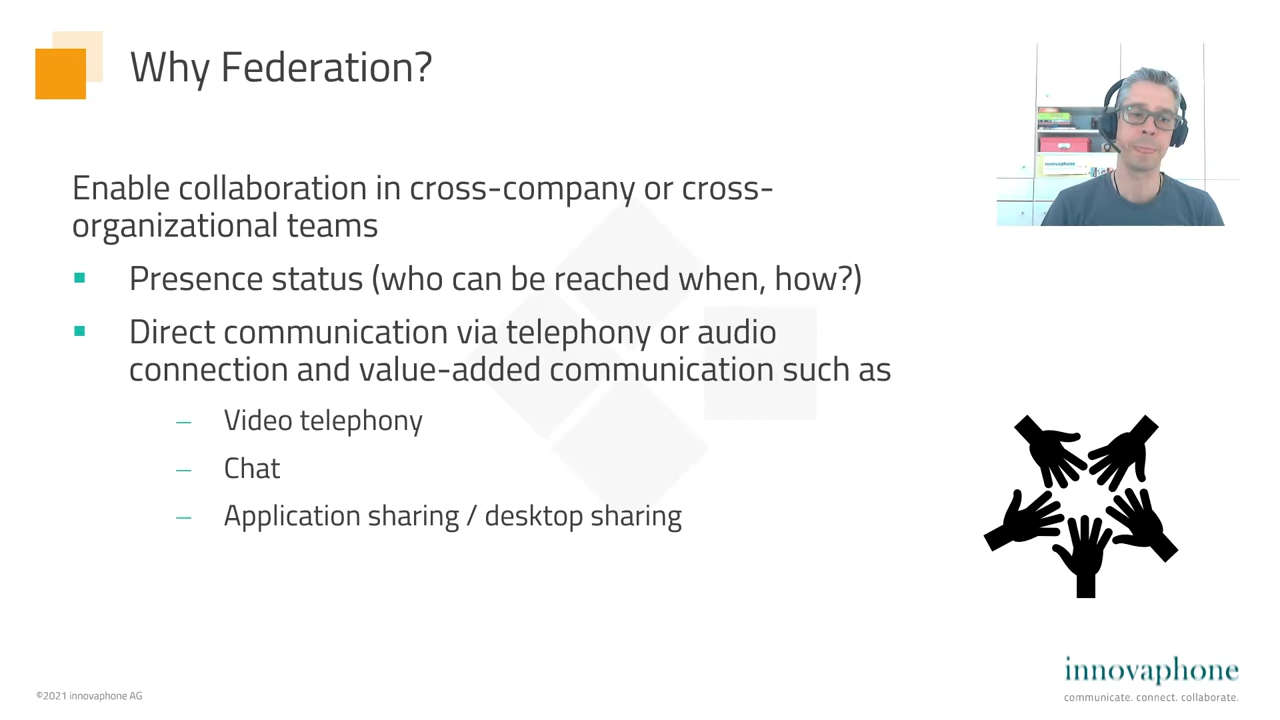 Why Federation?
Enable collaboration in cross-company or cross-
organizational teams
▪ Presence status (who can be reached when, how?)
▪ Direct communication via telephony or audio
connection and value-added communication such as
– Video telephony
– Chat
– Application sharing / desktop sharing
innovaphone
©2021 innovaphone AG
innovaphone
communicate. connect. collaborate.